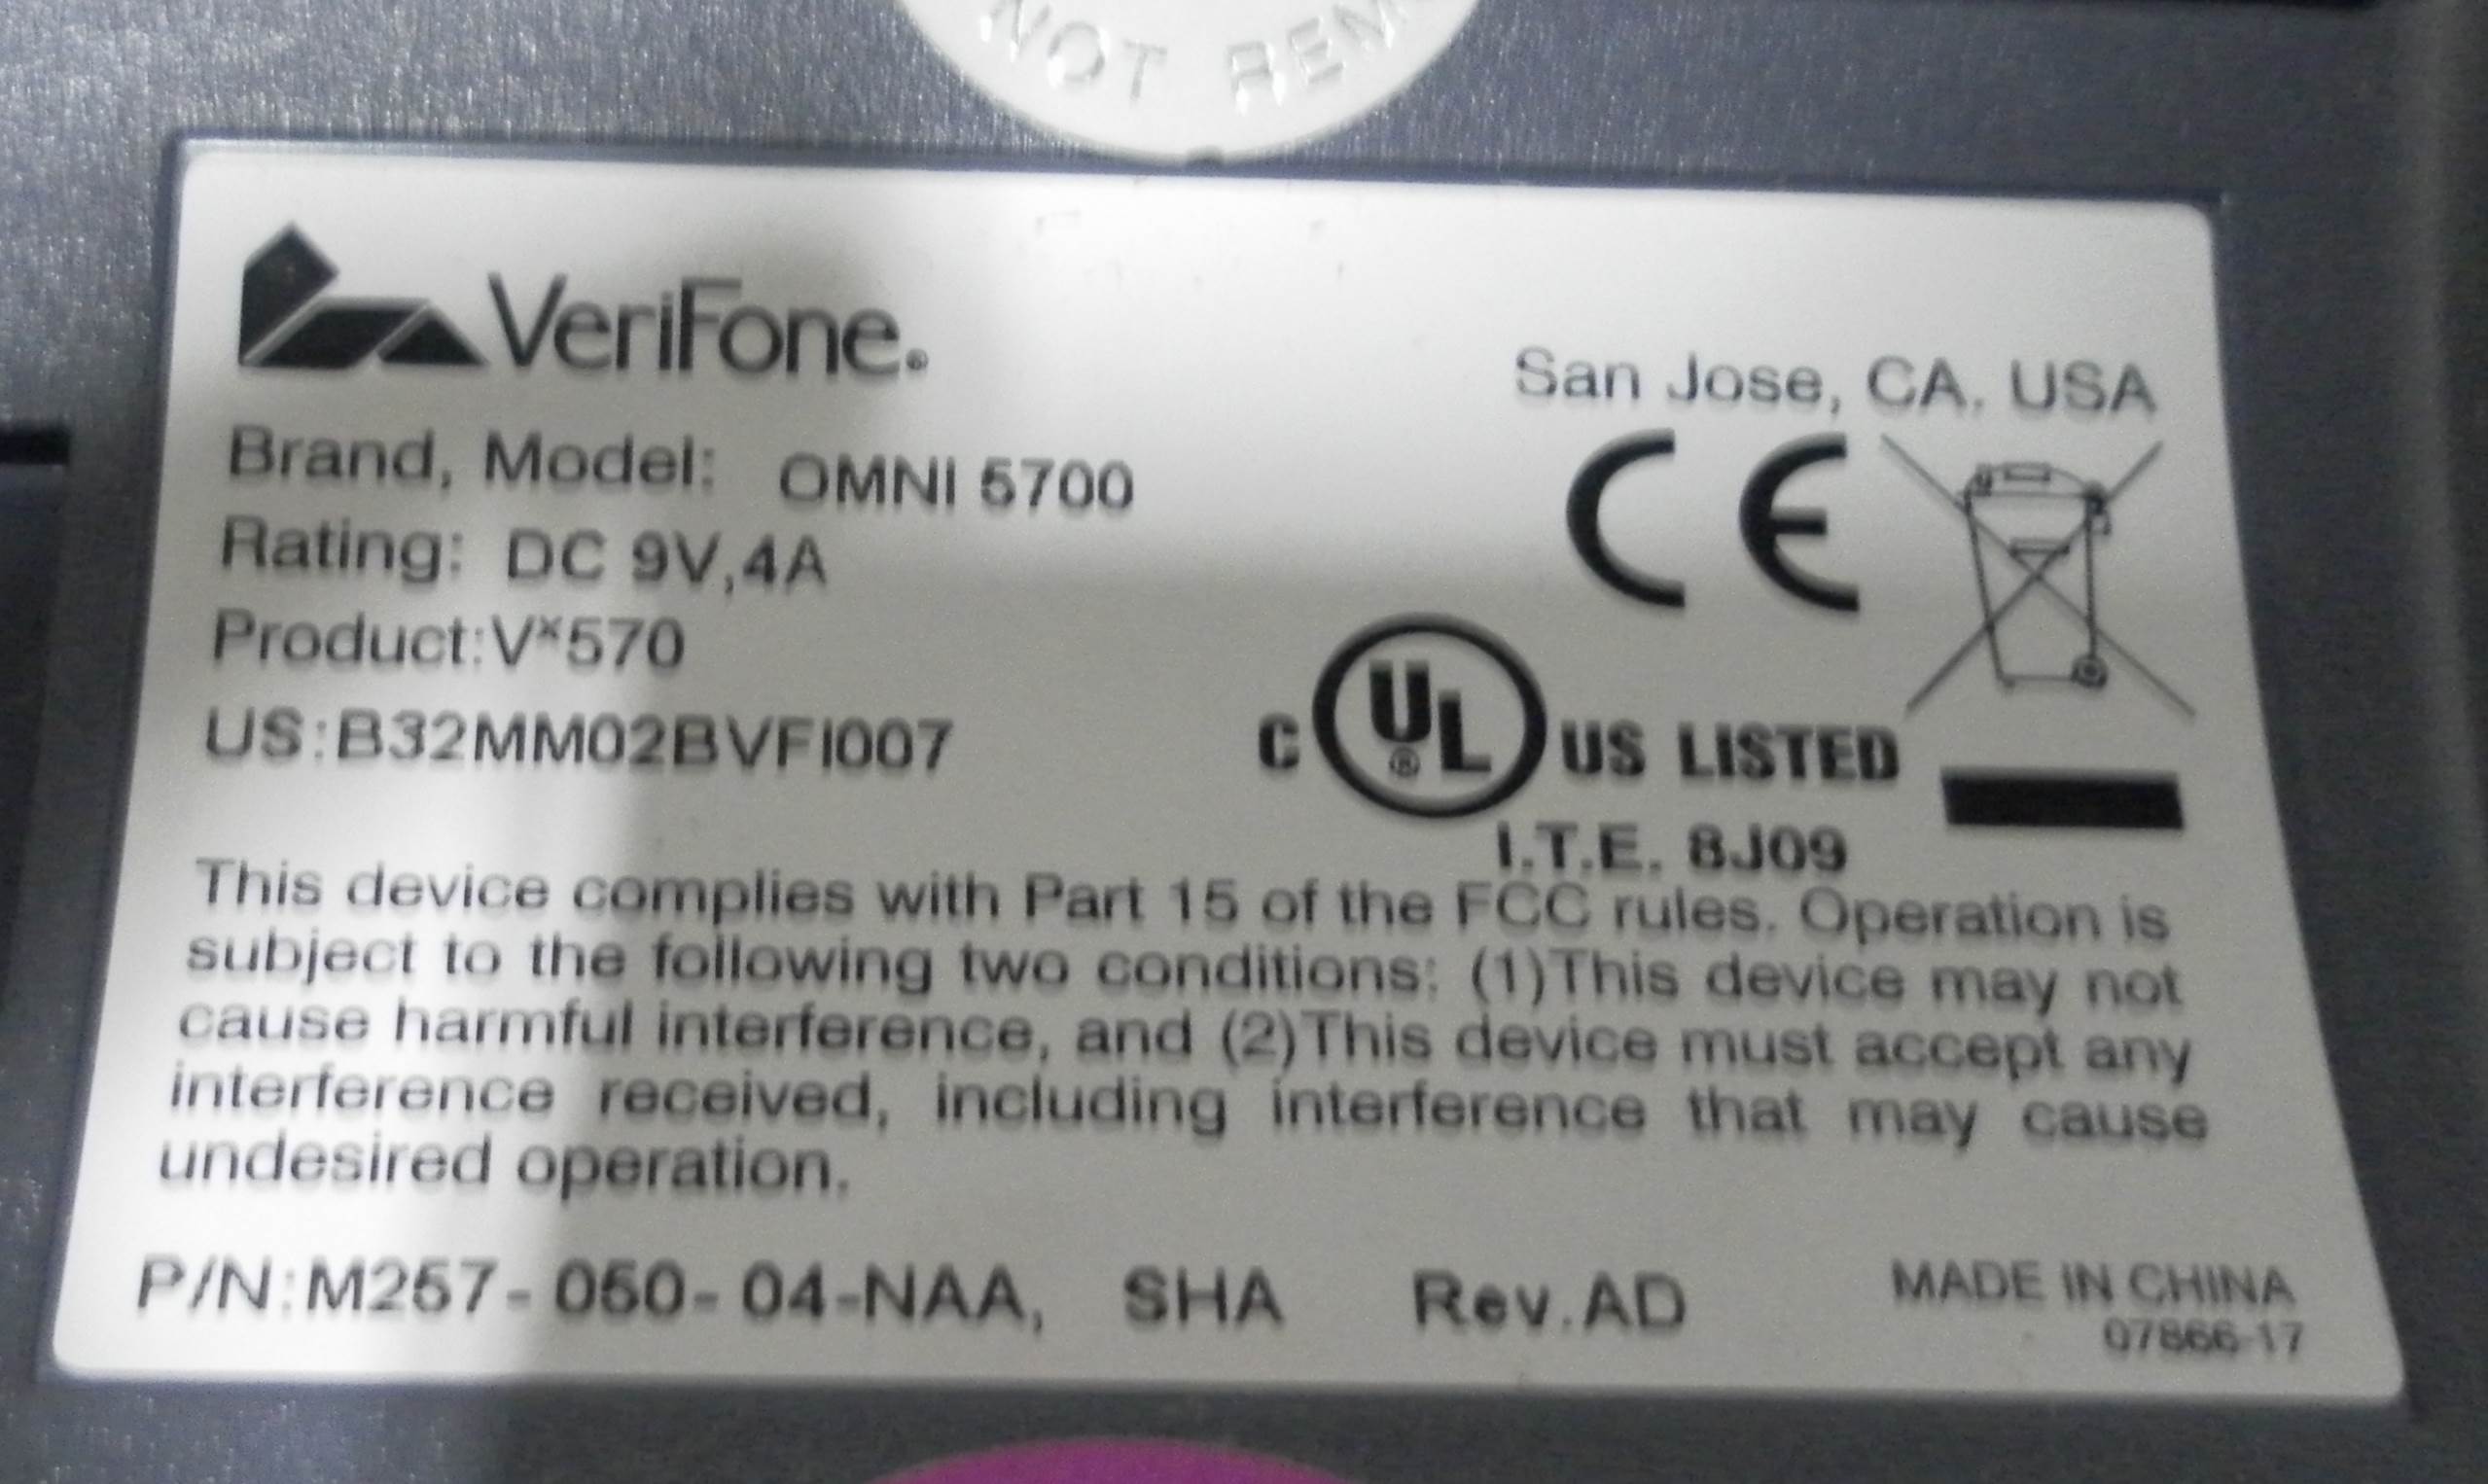 NOT REM
VeriFone®
San Jose, CA. USA
Brand, Model: OMNI 5700
Rating: DC 9V,4A
Product:Vx570
US:B32MM02BVFI007
CE
C UL® US LISTED
I.T.E. 8J09
This device complies with Part 15 of the FCC rules. Operation is
subject to the following two conditions: (1)This device may not
cause harmful interference, and (2)This device must accept any
interference received, including interference that may cause
undesired operation.
P/N:M257-050-04-NAA, SHA Rev.AD
MADE IN CHINA
07866-17